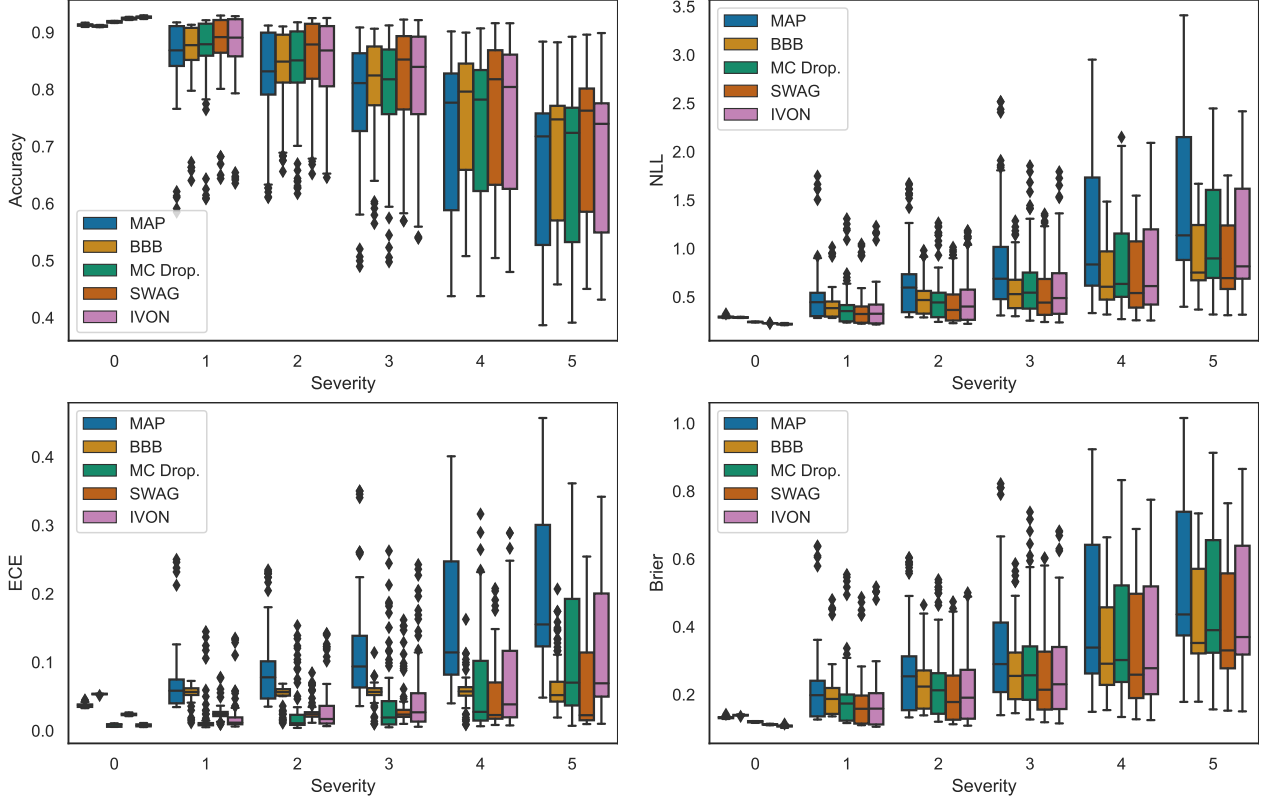 0.9
0.8
0.7
0.6
0.5
0.4
Accuracy
MAP
BBB
MC Drop.
SWAG
IVON
0 1 2 3 4 5
Severity
3.5
3.0
2.5
2.0
1.5
1.0
0.5
NLL
MAP
BBB
MC Drop.
SWAG
IVON
0 1 2 3 4 5
Severity
0.4
0.3
0.2
0.1
0.0
ECE
MAP
BBB
MC Drop.
SWAG
IVON
0 1 2 3 4 5
Severity
1.0
0.8
0.6
0.4
0.2
Brier
MAP
BBB
MC Drop.
SWAG
IVON
0 1 2 3 4 5
Severity